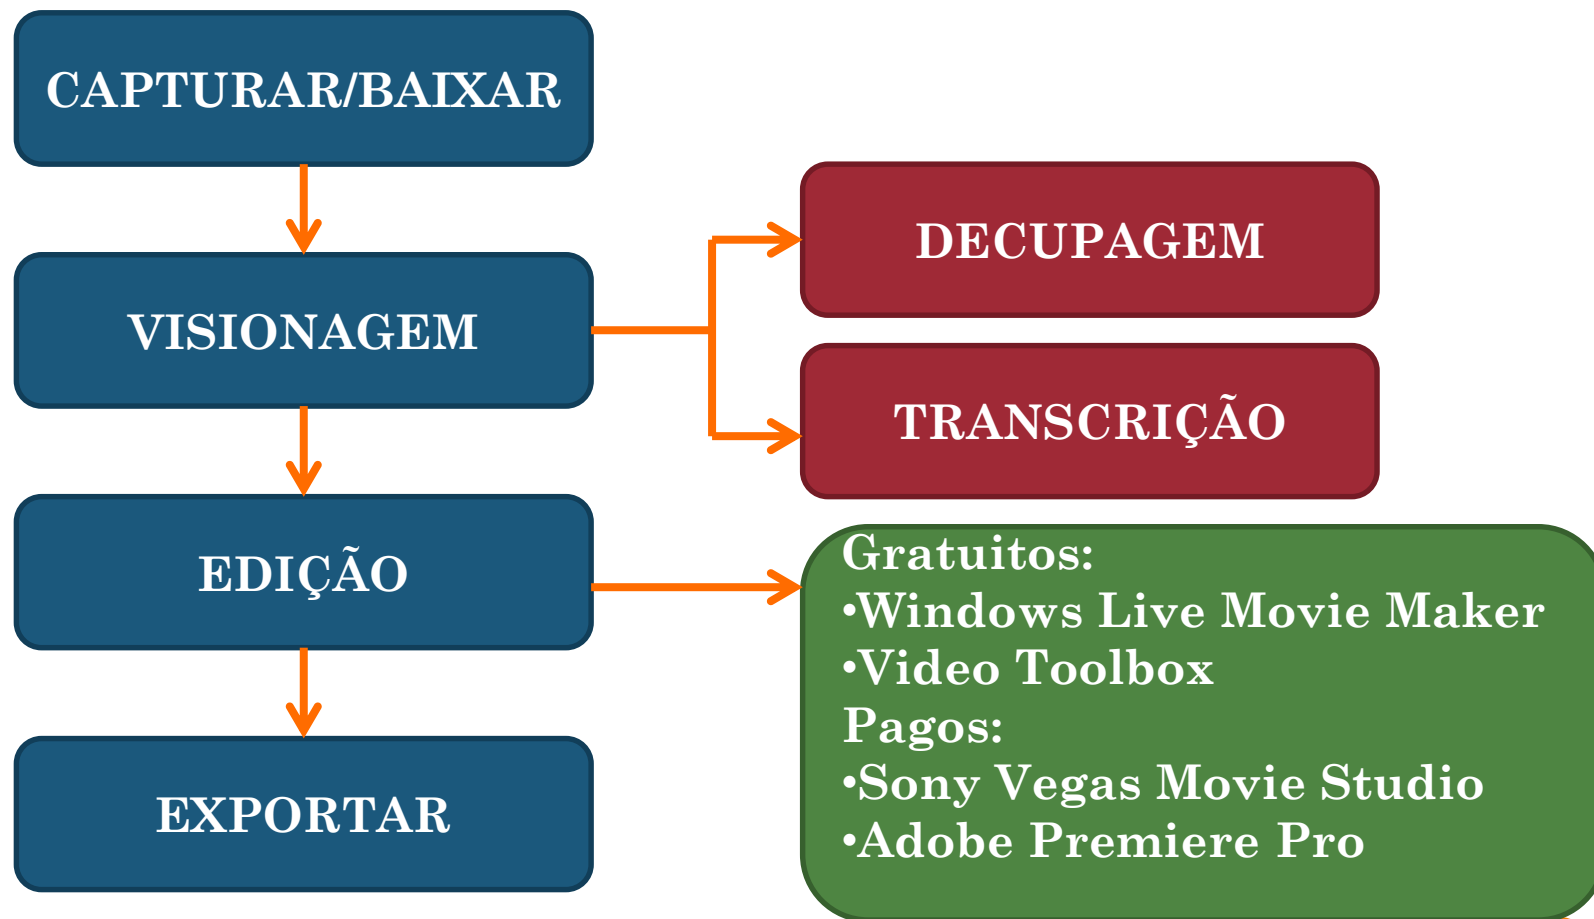 CAPTURAR/BAIXAR
VISIONAGEM
DECUPAGEM
TRANSCRIÇÃO
EDIÇÃO
Gratuitos:
•Windows Live Movie Maker
•Video Toolbox
Pagos:
•Sony Vegas Movie Studio
•Adobe Premiere Pro
EXPORTAR